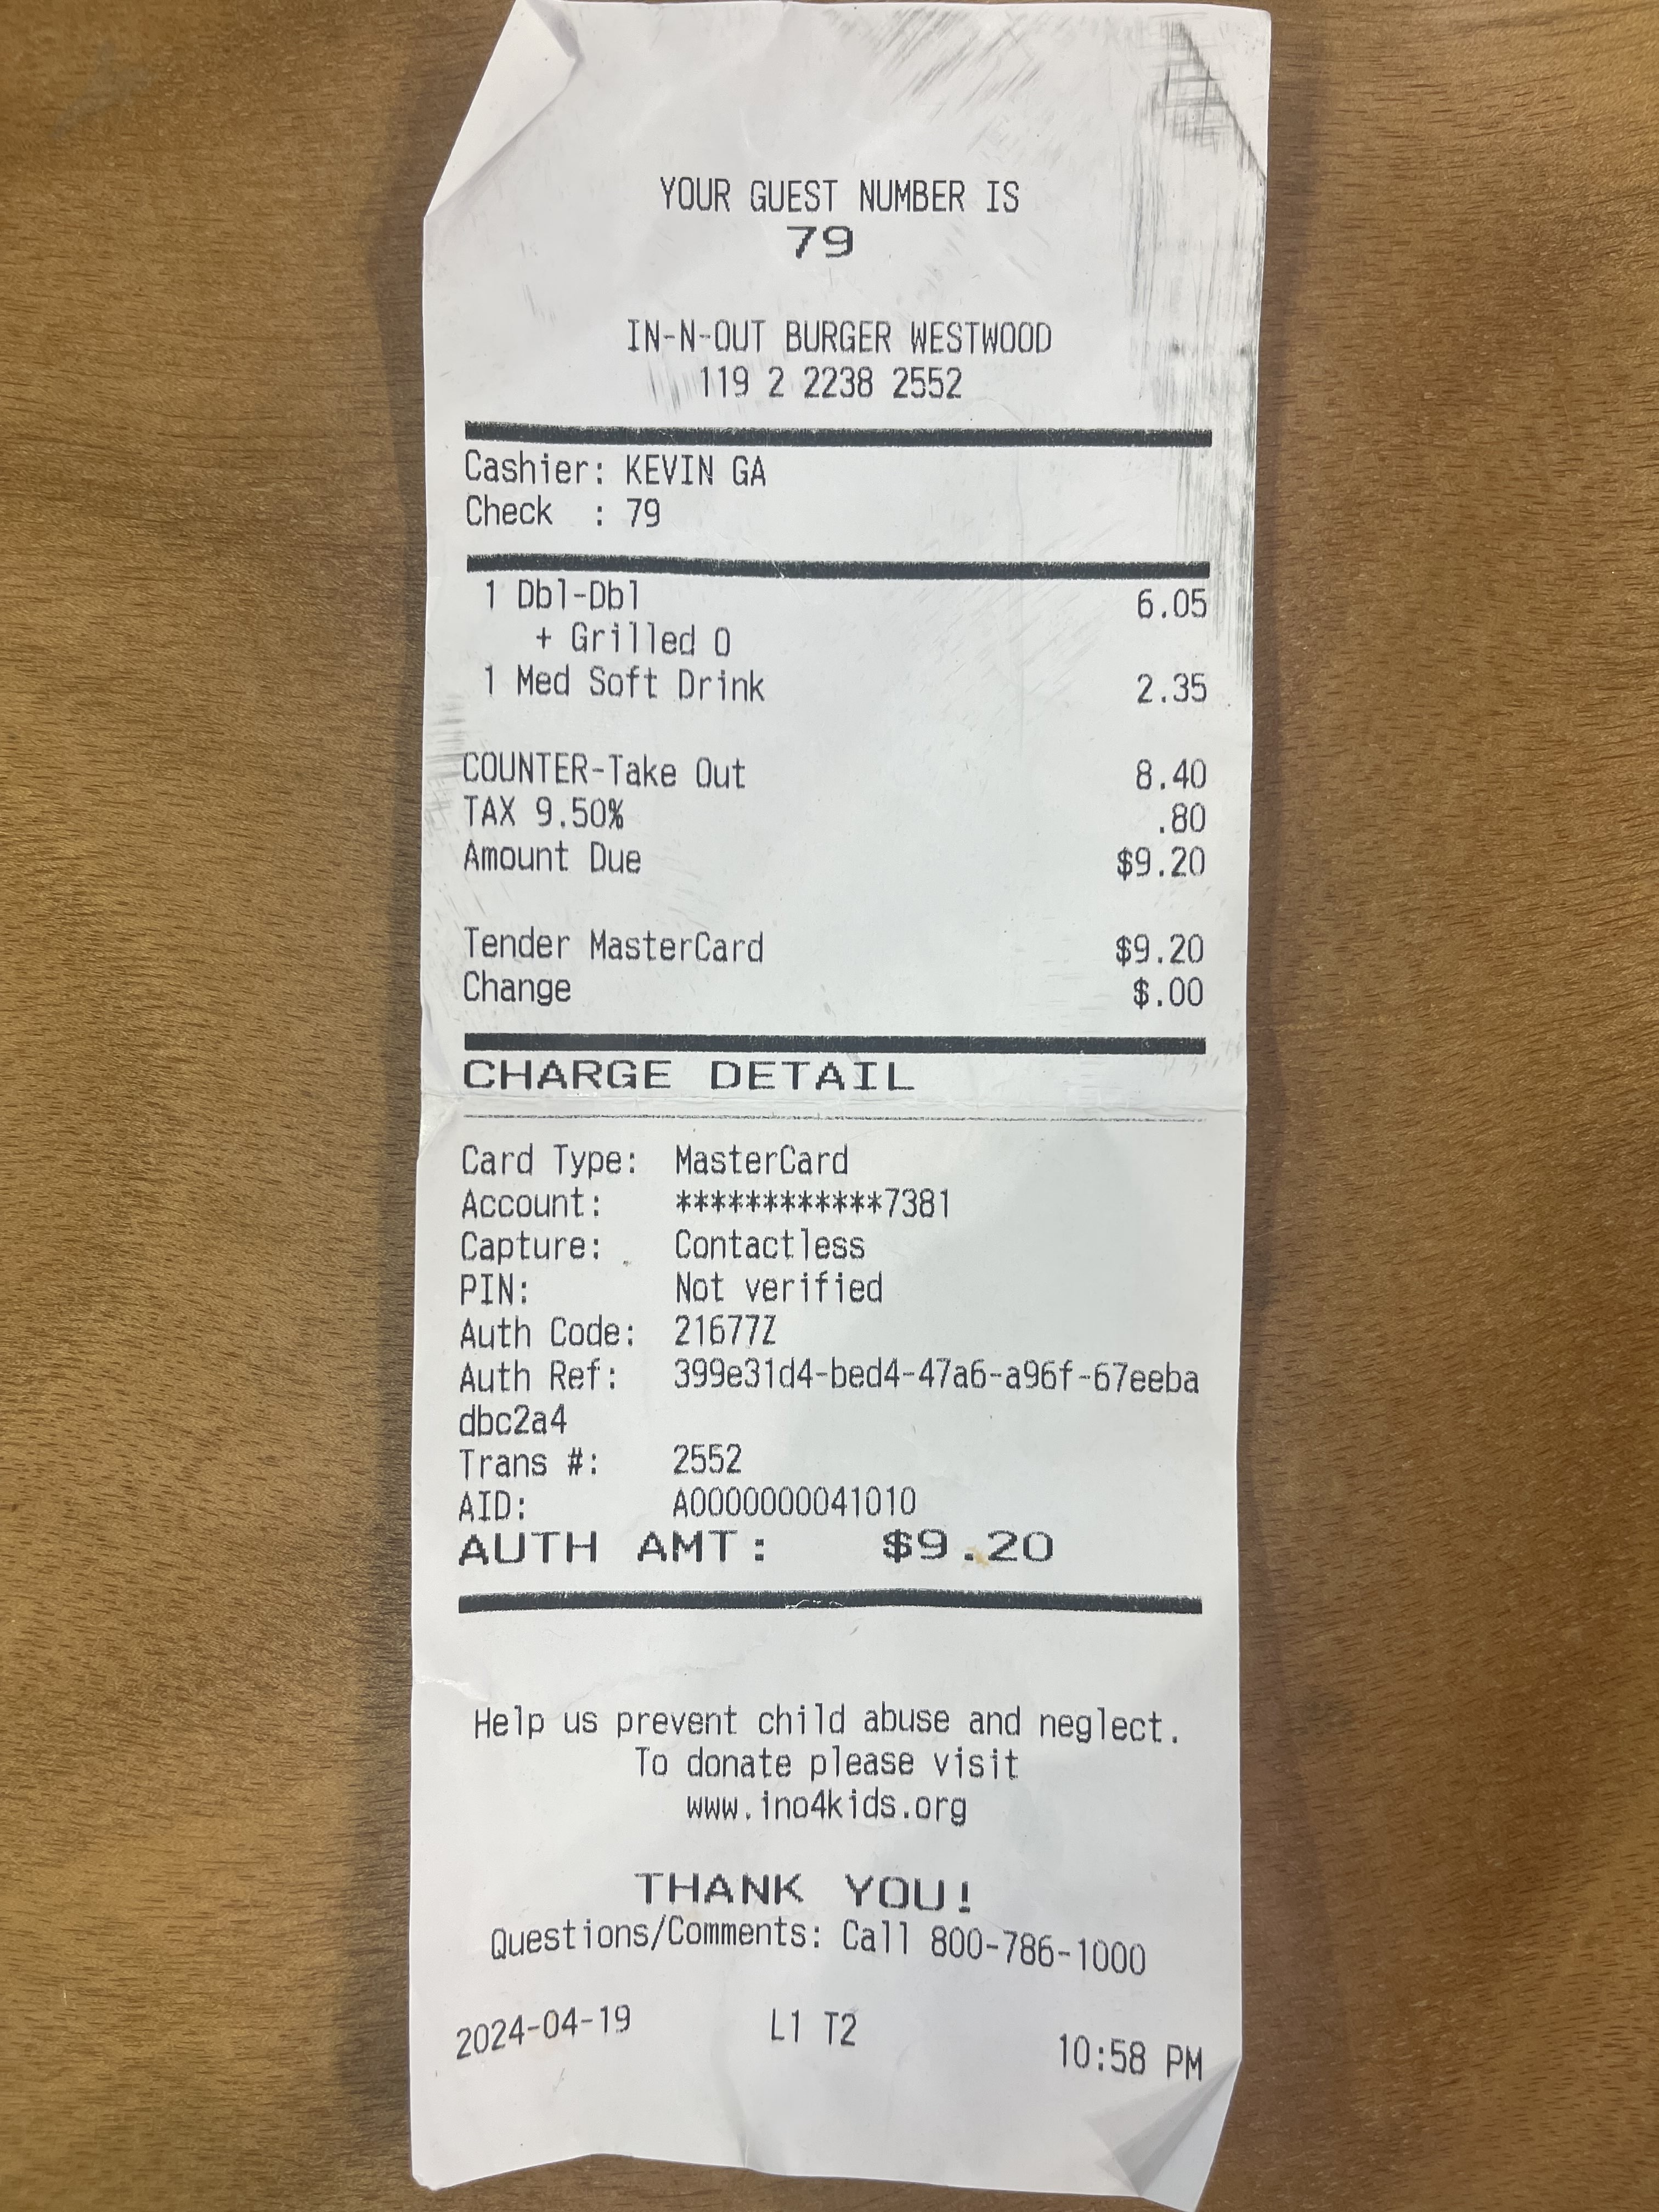 YOUR GUEST NUMBER IS
79
IN-N-OUT BURGER WESTWOOD
119 2 2238 2552
Cashier: KEVIN GA
Check : 79
1 Dbl-Dbl 6.05
+ Grilled O
1 Med Soft Drink 2.35
COUNTER-Take Out 8.40
TAX 9.50% .80
Amount Due $9.20
Tender MasterCard $9.20
Change $.00
CHARGE DETAIL
Card Type: MasterCard
Account: ************7381
Capture: Contactless
PIN: Not verified
Auth Code: 21677Z
Auth Ref: 399e31d4-bed4-47a6-a96f-67eeba
dbc2a4
Trans #: 2552
AID: A0000000041010
AUTH AMT: $9.20
Help us prevent child abuse and neglect.
To donate please visit
www.ino4kids.org
THANK YOU!
Questions/Comments: Call 800-786-1000
2024-04-19 L1 T2 10:58 PM